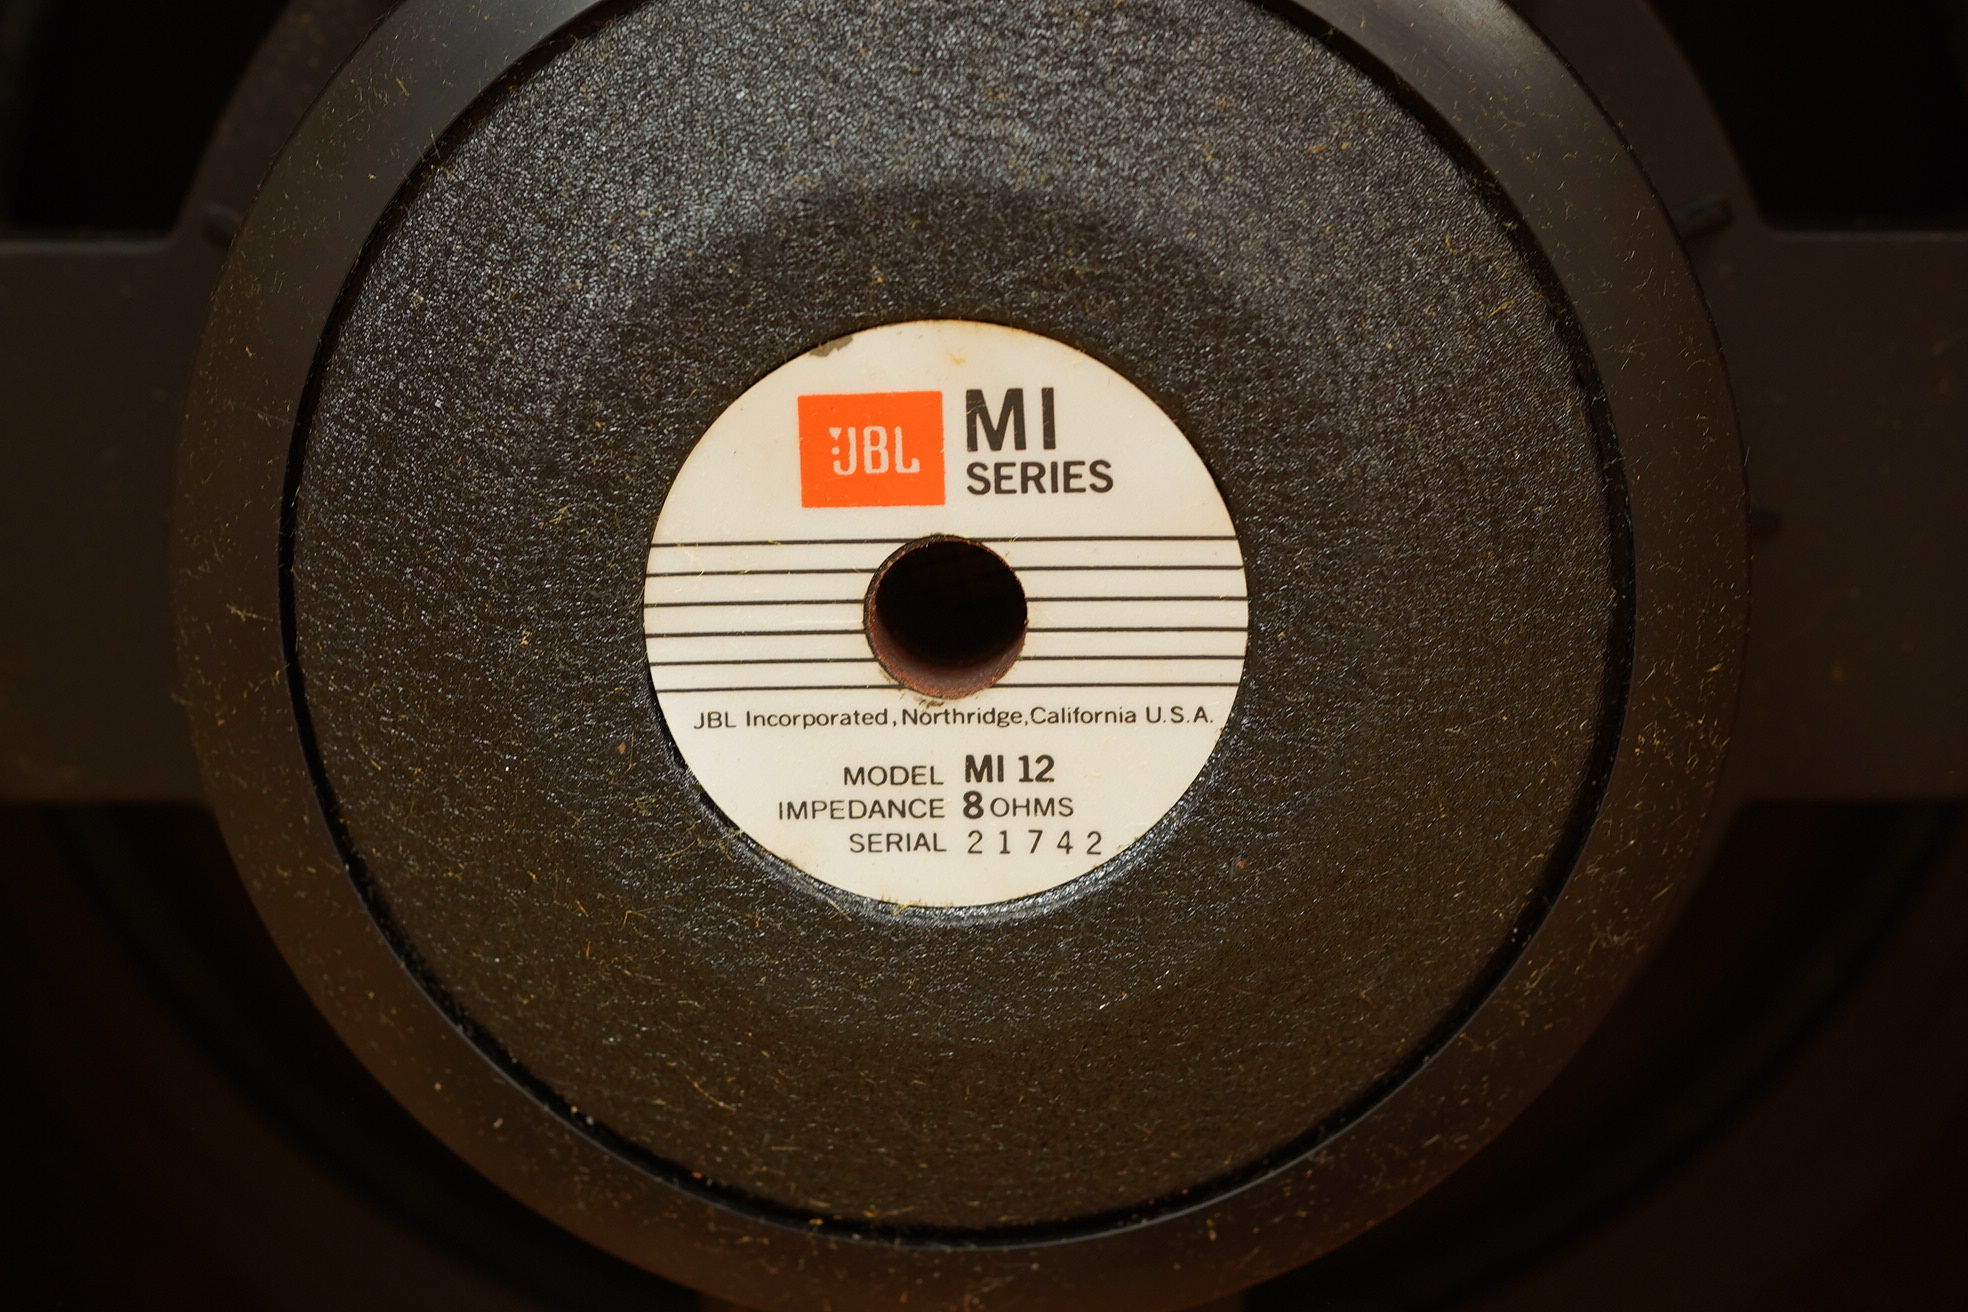 JBL MI
SERIES
JBL Incorporated, Northridge, California U.S.A.
MODEL MI 12
IMPEDANCE 8 OHMS
SERIAL 21742